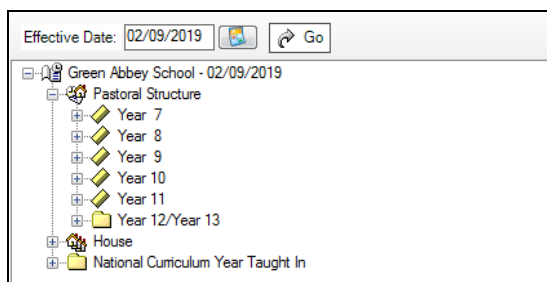 Effective Date: 02/09/2019 Go
Green Abbey School - 02/09/2019
Pastoral Structure
Year 7
Year 8
Year 9
Year 10
Year 11
Year 12/Year 13
House
National Curriculum Year Taught In